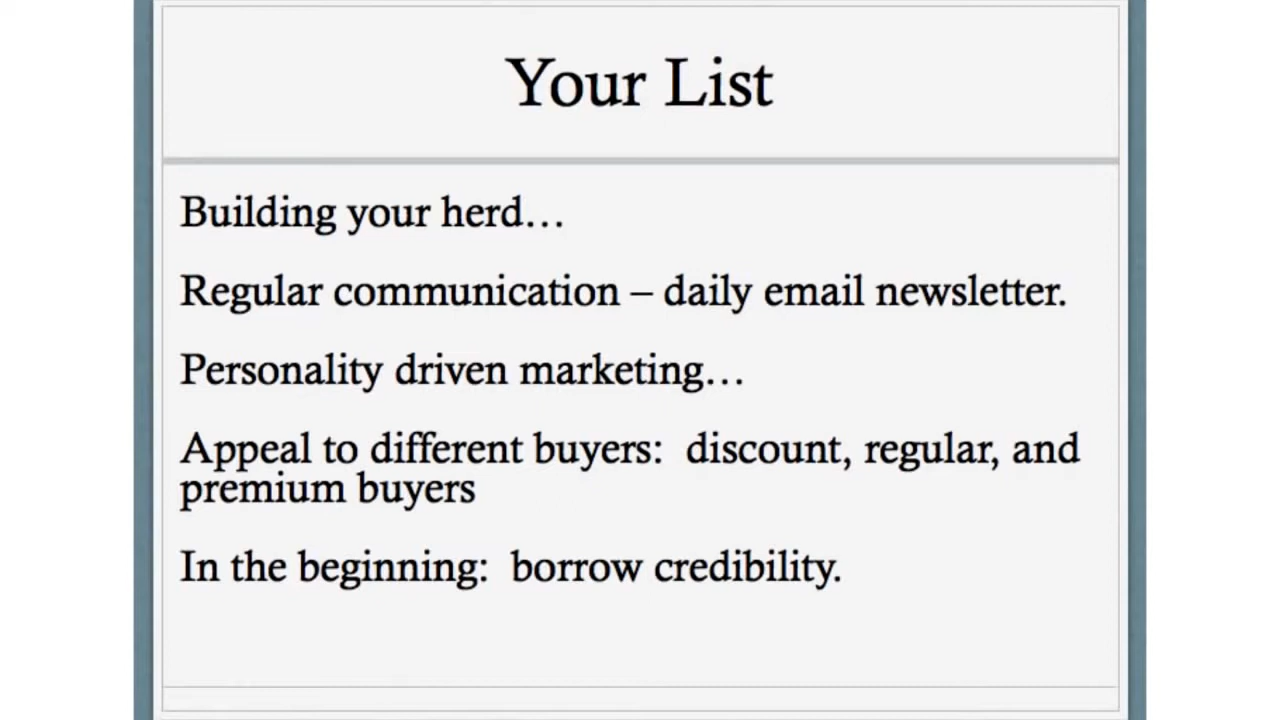 Your List
Building your herd…
Regular communication – daily email newsletter.
Personality driven marketing…
Appeal to different buyers:  discount, regular, and
premium buyers
In the beginning:  borrow credibility.